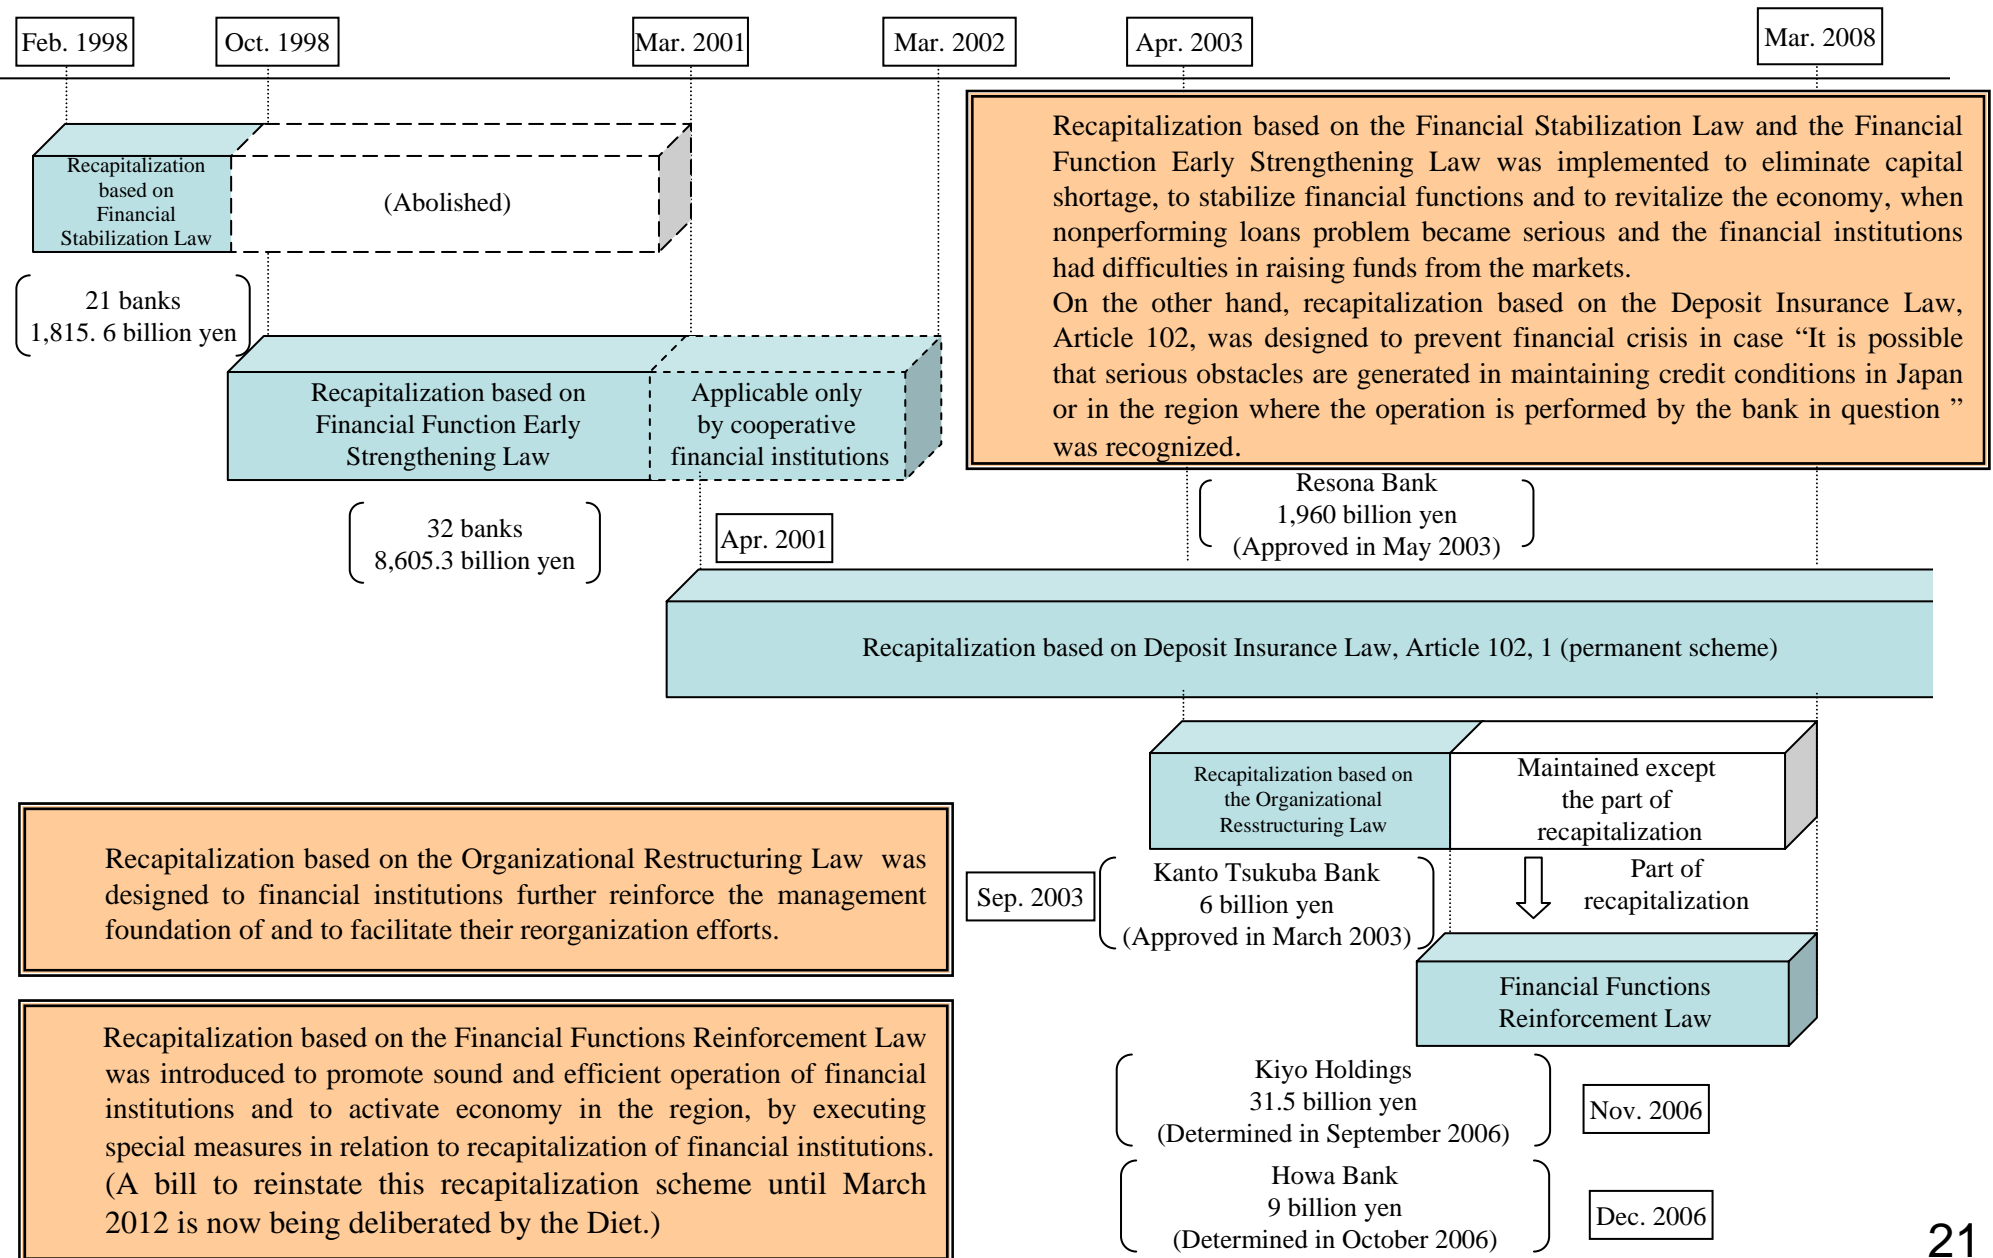 Feb. 1998
Oct. 1998
Mar. 2001
Mar. 2002
Apr. 2003
Mar. 2008
Recapitalization
based on
Financial
Stabilization Law
(Abolished)
21 banks
1,815. 6 billion yen
Recapitalization based on the Financial Stabilization Law and the Financial
Function Early Strengthening Law was implemented to eliminate capital
shortage, to stabilize financial functions and to revitalize the economy, when
nonperforming loans problem became serious and the financial institutions
had difficulties in raising funds from the markets.
On the other hand, recapitalization based on the Deposit Insurance Law,
Article 102, was designed to prevent financial crisis in case “It is possible
that serious obstacles are generated in maintaining credit conditions in Japan
or in the region where the operation is performed by the bank in question ”
was recognized.
Recapitalization based on
Financial Function Early
Strengthening Law
Applicable only
by cooperative
financial institutions
32 banks
8,605.3 billion yen
Apr. 2001
Resona Bank
1,960 billion yen
(Approved in May 2003)
Recapitalization based on Deposit Insurance Law, Article 102, 1 (permanent scheme)
Recapitalization based on
the Organizational
Resstructuring Law
Maintained except
the part of
recapitalization
Recapitalization based on the Organizational Restructuring Law was
designed to financial institutions further reinforce the management
foundation of and to facilitate their reorganization efforts.
Sep. 2003
Kanto Tsukuba Bank
6 billion yen
(Approved in March 2003)
Part of
recapitalization
Financial Functions
Reinforcement Law
Recapitalization based on the Financial Functions Reinforcement Law
was introduced to promote sound and efficient operation of financial
institutions and to activate economy in the region, by executing
special measures in relation to recapitalization of financial institutions.
(A bill to reinstate this recapitalization scheme until March
2012 is now being deliberated by the Diet.)
Kiyo Holdings
31.5 billion yen
(Determined in September 2006)
Nov. 2006
Howa Bank
9 billion yen
(Determined in October 2006)
Dec. 2006
21